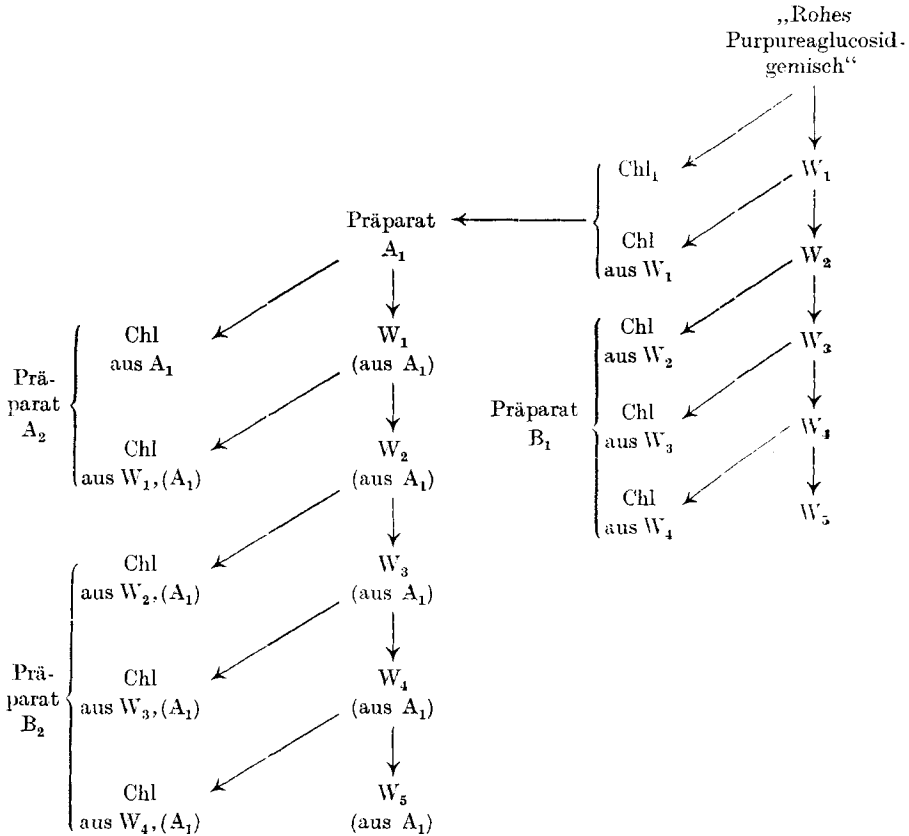 „Rohes
Purpureaglucosid-
gemisch“
Chl₁
W₁
Präparat
A₁
Chl
aus W₁
W₂
Chl
aus A₁
W₁
(aus A₁)
Chl
aus W₂
W₃
Prä-
parat
A₂
Präparat
B₁
Chl
aus W₃
W₄
Chl
aus W₁, (A₁)
W₂
(aus A₁)
Chl
aus W₄
W₅
Chl
aus W₂, (A₁)
W₃
(aus A₁)
Prä-
parat
B₂
Chl
aus W₃, (A₁)
W₄
(aus A₁)
Chl
aus W₄, (A₁)
W₅
(aus A₁)